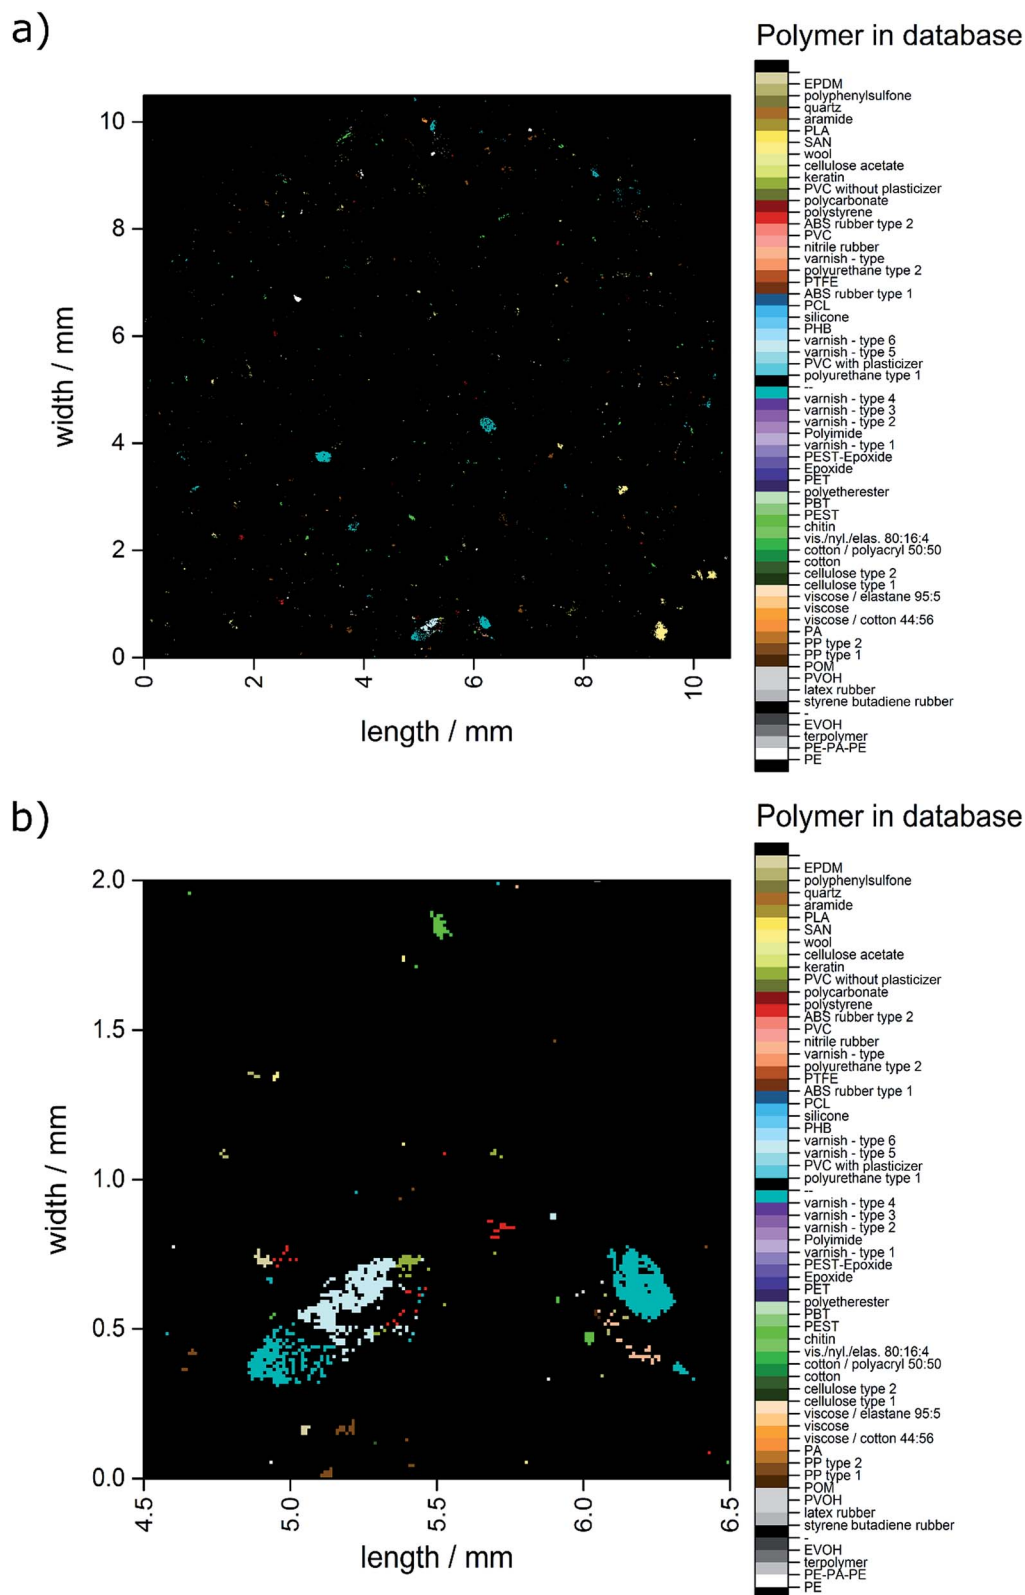 a)
Polymer in database
EPDM
polyphenylsulfone
quartz
aramide
PLA
SAN
wool
cellulose acetate
keratin
PVC without plasticizer
polycarbonate
polystyrene
ABS rubber type 2
PVC
nitrile rubber
varnish - type
polyurethane type 2
PTFE
ABS rubber type 1
PCL
silicone
PHB
varnish - type 6
varnish - type 5
PVC with plasticizer
polyurethane type 1
--
varnish - type 4
varnish - type 3
varnish - type 2
Polyimide
varnish - type 1
PEST-Epoxide
Epoxide
PET
polyetherester
PBT
PEST
chitin
vis./nyl./elas. 80:16:4
cotton / polyacryl 50:50
cotton
cellulose type 2
cellulose type 1
viscose / elastane 95:5
viscose
viscose / cotton 44:56
PA
PP type 2
PP type 1
POM
PVOH
latex rubber
styrene butadiene rubber
-
EVOH
terpolymer
PE-PA-PE
PE
10
8
6
4
2
0
width / mm
0 2 4 6 8 10
length / mm
b)
Polymer in database
EPDM
polyphenylsulfone
quartz
aramide
PLA
SAN
wool
cellulose acetate
keratin
PVC without plasticizer
polycarbonate
polystyrene
ABS rubber type 2
PVC
nitrile rubber
varnish - type
polyurethane type 2
PTFE
ABS rubber type 1
PCL
silicone
PHB
varnish - type 6
varnish - type 5
PVC with plasticizer
polyurethane type 1
--
varnish - type 4
varnish - type 3
varnish - type 2
Polyimide
varnish - type 1
PEST-Epoxide
Epoxide
PET
polyetherester
PBT
PEST
chitin
vis./nyl./elas. 80:16:4
cotton / polyacryl 50:50
cotton
cellulose type 2
cellulose type 1
viscose / elastane 95:5
viscose
viscose / cotton 44:56
PA
PP type 2
PP type 1
POM
PVOH
latex rubber
styrene butadiene rubber
-
EVOH
terpolymer
PE-PA-PE
PE
2.0
1.5
1.0
0.5
0.0
width / mm
4.5 5.0 5.5 6.0 6.5
length / mm